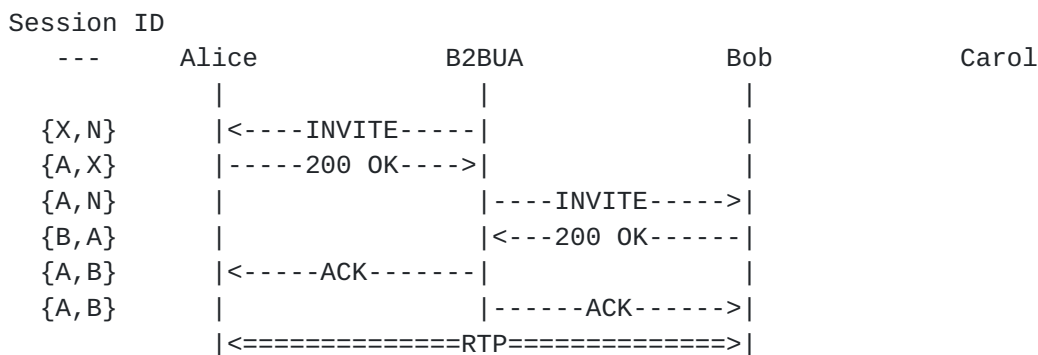 Session ID
   ---     Alice            B2BUA             Bob            Carol
             |                |                |
  {X,N}      |<----INVITE-----|                |
  {A,X}      |-----200 OK---->|                |
  {A,N}      |                |----INVITE----->|
  {B,A}      |                |<---200 OK------|
  {A,B}      |<-----ACK-------|                |
  {A,B}      |                |------ACK------>|
             |<==============RTP==============>|